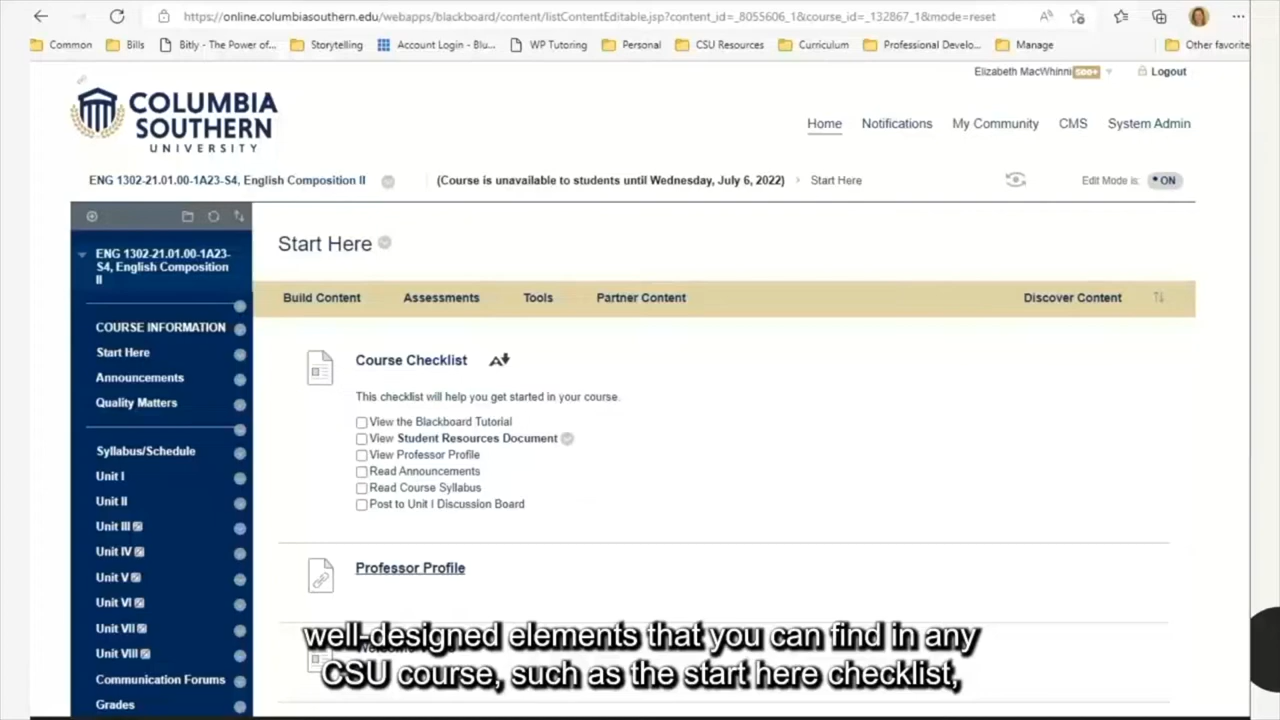 https://online.columbiasouthern.edu/webapps/blackboard/content/listContentEditable.jsp?content_id=_8055606_1&course_id=_132867_1&mode=reset
Common Bills Bitly - The Power of... Storytelling Account Login - Blu... WP Tutoring Personal CSU Resources Curriculum Professional Develo... Manage Other favorite
Elizabeth MacWhinni 500+ Logout
COLUMBIA
SOUTHERN
UNIVERSITY
Home Notifications My Community CMS System Admin
ENG 1302-21.01.00-1A23-S4, English Composition II (Course is unavailable to students until Wednesday, July 6, 2022) Start Here Edit Mode is: ON
ENG 1302-21.01.00-1A23-
S4, English Composition
II
COURSE INFORMATION
Start Here
Announcements
Quality Matters
Syllabus/Schedule
Unit I
Unit II
Unit III
Unit IV
Unit V
Unit VI
Unit VII
Unit VIII
Communication Forums
Grades
Start Here
Build Content Assessments Tools Partner Content Discover Content
Course Checklist
This checklist will help you get started in your course.
View the Blackboard Tutorial
View Student Resources Document
View Professor Profile
Read Announcements
Read Course Syllabus
Post to Unit I Discussion Board
Professor Profile
well-designed elements that you can find in any
CSU course, such as the start here checklist,